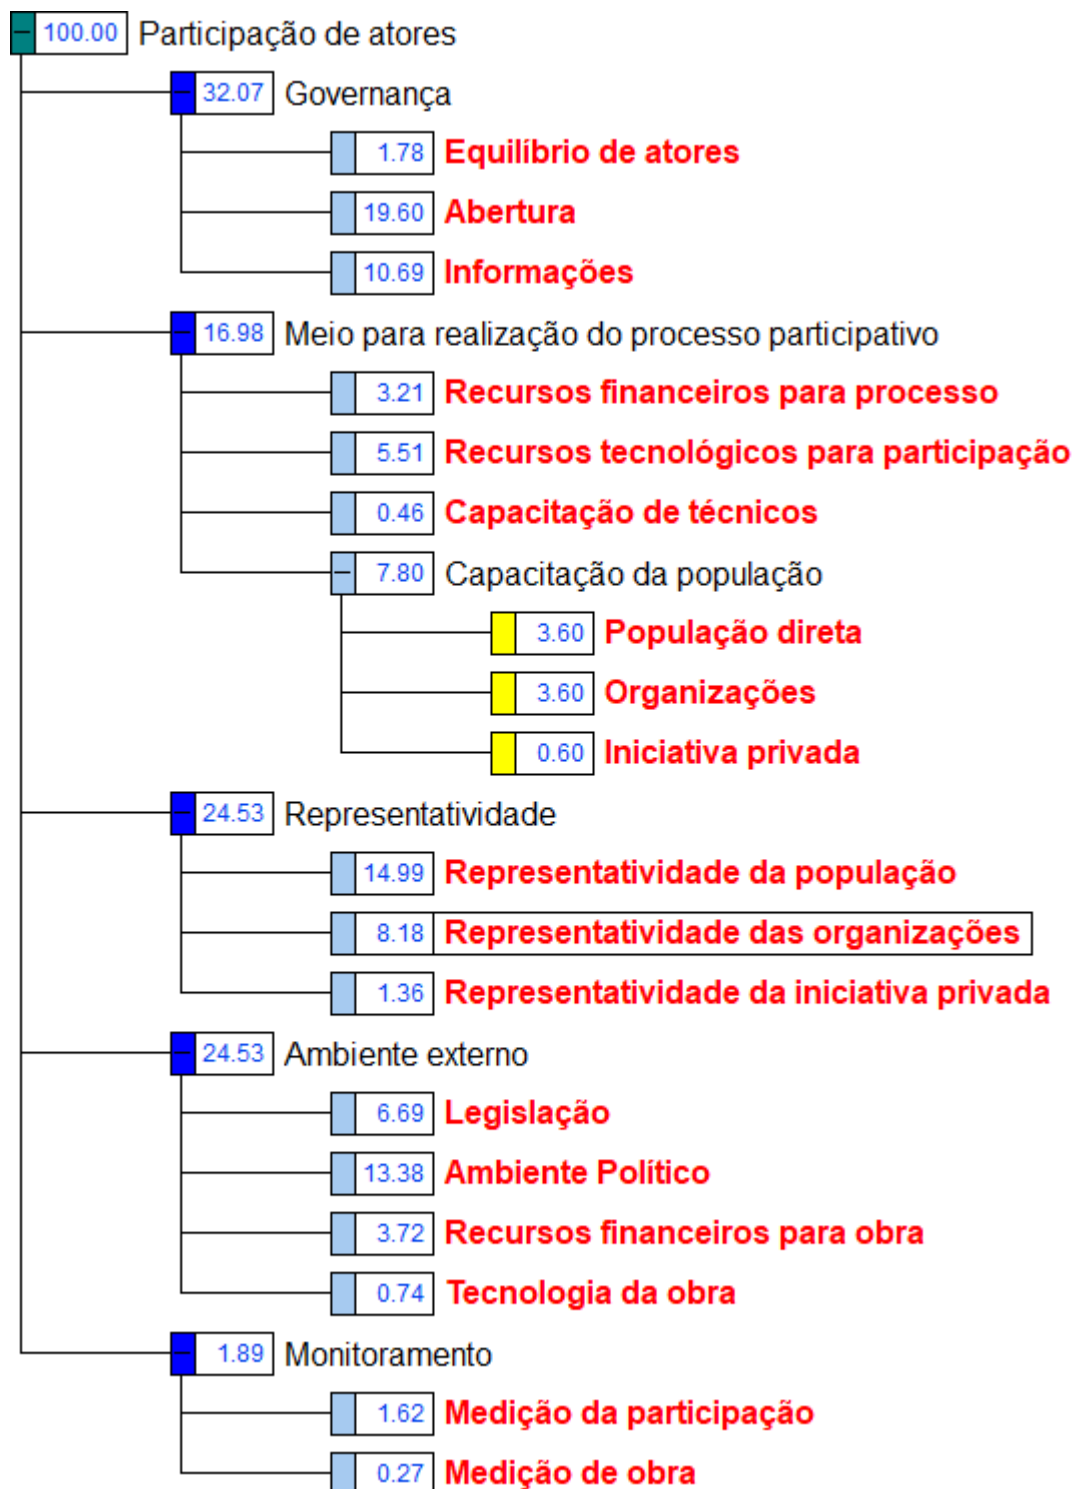 100.00 Participação de atores
32.07 Governança
1.78 Equilíbrio de atores
19.60 Abertura
10.69 Informações
16.98 Meio para realização do processo participativo
3.21 Recursos financeiros para processo
5.51 Recursos tecnológicos para participação
0.46 Capacitação de técnicos
7.80 Capacitação da população
3.60 População direta
3.60 Organizações
0.60 Iniciativa privada
24.53 Representatividade
14.99 Representatividade da população
8.18 Representatividade das organizações
1.36 Representatividade da iniciativa privada
24.53 Ambiente externo
6.69 Legislação
13.38 Ambiente Político
3.72 Recursos financeiros para obra
0.74 Tecnologia da obra
1.89 Monitoramento
1.62 Medição da participação
0.27 Medição de obra